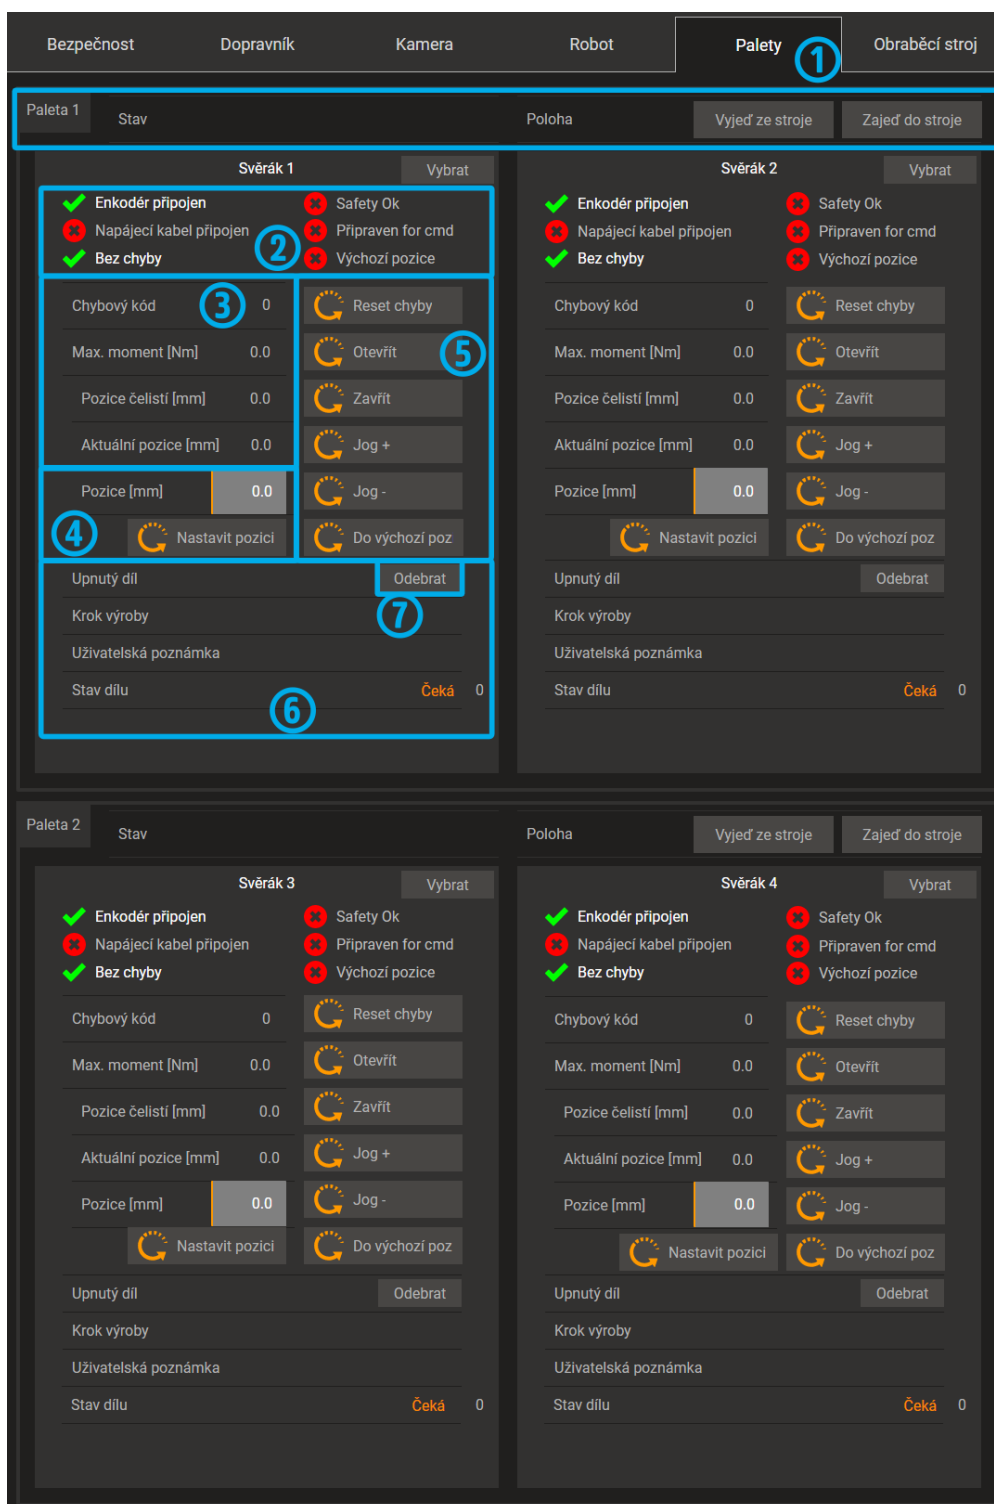 Bezpečnost Dopravník Kamera Robot Palety 1 Obráběcí stroj
Paleta 1 Stav Poloha Vyjeď ze stroje Zajeď do stroje
Svěrák 1 Vybrat
Enkodér připojen Safety Ok
Napájecí kabel připojen Připraven for cmd
2
Bez chyby Výchozí pozice
Chybový kód 3 0 Reset chyby
Max. moment [Nm] 0.0 Otevřít 5
Pozice čelistí [mm] 0.0 Zavřít
Aktuální pozice [mm] 0.0 Jog +
Pozice [mm] 0.0 Jog -
4 Nastavit pozici Do výchozí poz
Upnutý díl Odebrat
7
Krok výroby
Uživatelská poznámka
Stav dílu Čeká 0
6
Svěrák 2 Vybrat
Enkodér připojen Safety Ok
Napájecí kabel připojen Připraven for cmd
Bez chyby Výchozí pozice
Chybový kód 0 Reset chyby
Max. moment [Nm] 0.0 Otevřít
Pozice čelistí [mm] 0.0 Zavřít
Aktuální pozice [mm] 0.0 Jog +
Pozice [mm] 0.0 Jog -
Nastavit pozici Do výchozí poz
Upnutý díl Odebrat
Krok výroby
Uživatelská poznámka
Stav dílu Čeká 0
Paleta 2 Stav Poloha Vyjeď ze stroje Zajeď do stroje
Svěrák 3 Vybrat
Enkodér připojen Safety Ok
Napájecí kabel připojen Připraven for cmd
Bez chyby Výchozí pozice
Chybový kód 0 Reset chyby
Max. moment [Nm] 0.0 Otevřít
Pozice čelistí [mm] 0.0 Zavřít
Aktuální pozice [mm] 0.0 Jog +
Pozice [mm] 0.0 Jog -
Nastavit pozici Do výchozí poz
Upnutý díl Odebrat
Krok výroby
Uživatelská poznámka
Stav dílu Čeká 0
Svěrák 4 Vybrat
Enkodér připojen Safety Ok
Napájecí kabel připojen Připraven for cmd
Bez chyby Výchozí pozice
Chybový kód 0 Reset chyby
Max. moment [Nm] 0.0 Otevřít
Pozice čelistí [mm] 0.0 Zavřít
Aktuální pozice [mm] 0.0 Jog +
Pozice [mm] 0.0 Jog -
Nastavit pozici Do výchozí poz
Upnutý díl Odebrat
Krok výroby
Uživatelská poznámka
Stav dílu Čeká 0